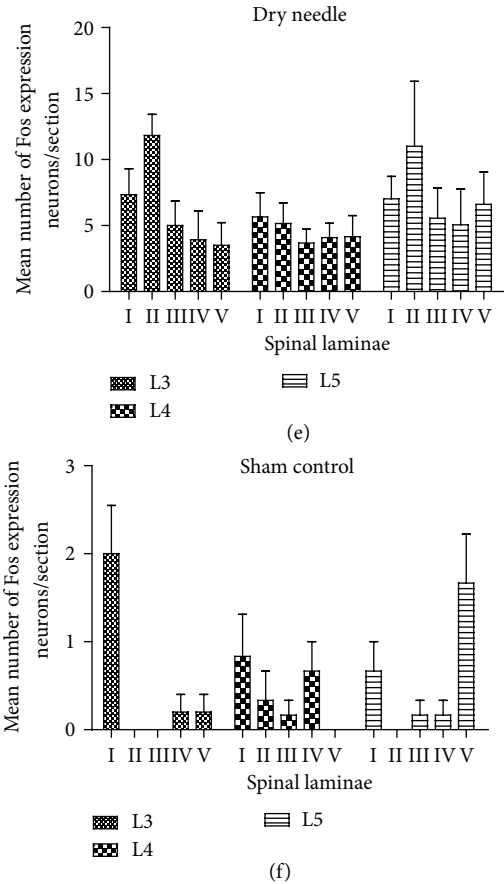 Dry needle
Mean number of Fos expression
neurons/section
20
15
10
5
0
I II III IV V I II III IV V I II III IV V
Spinal laminae
L3 L5
L4
(e)
Sham control
Mean number of Fos expression
neurons/section
3
2
1
0
I II III IV V I II III IV V I II III IV V
Spinal laminae
L3 L5
L4
(f)